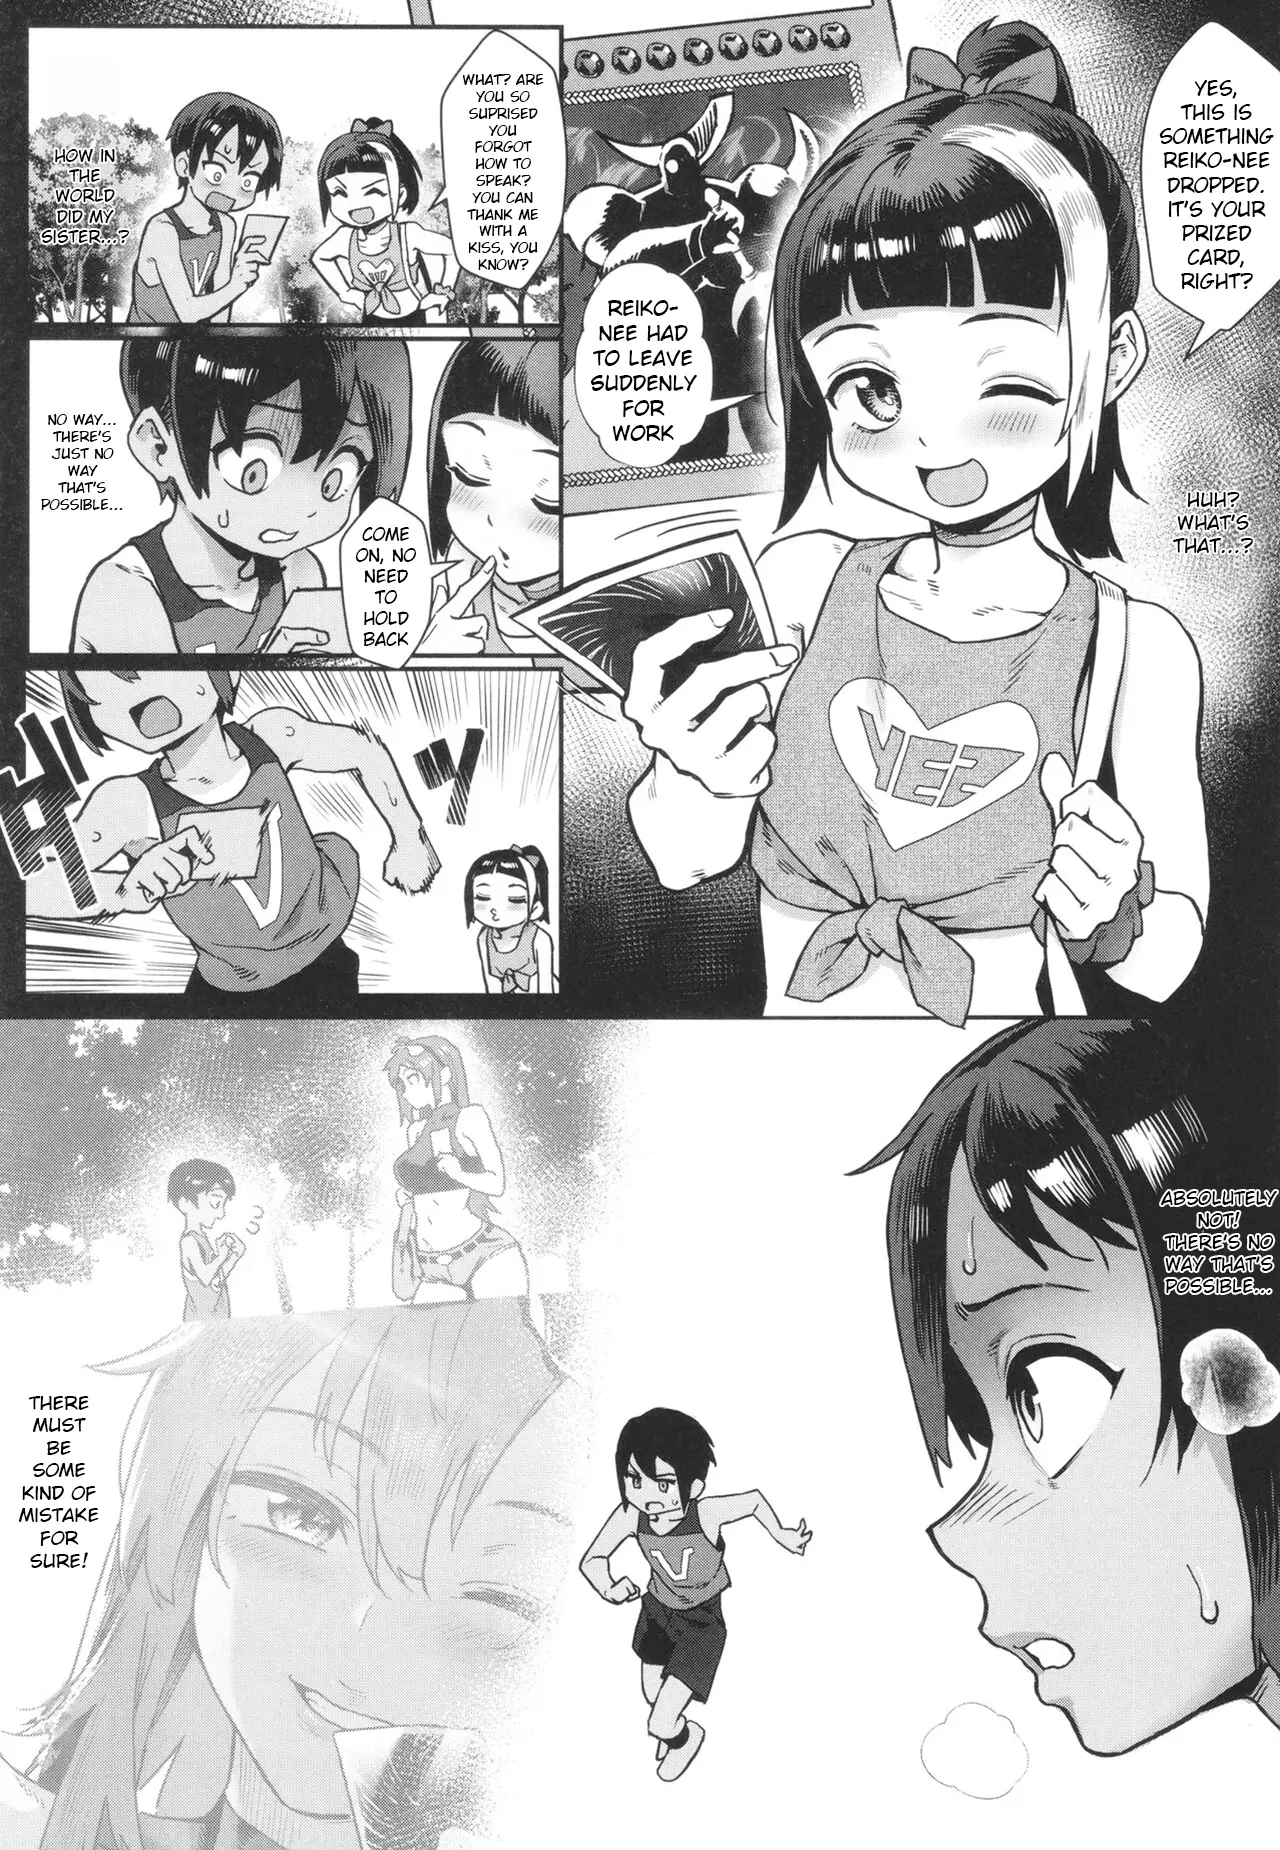 YES,
THIS IS
SOMETHING
REIKO-NEE
DROPPED.
IT'S YOUR
PRIZED
CARD,
RIGHT?
REIKO-
NEE HAD
TO LEAVE
SUDDENLY
FOR
WORK
HUH?
WHAT'S
THAT...?
YEE
WHAT? ARE
YOU SO
SUPRISED
YOU
FORGOT
HOW TO
SPEAK?
YOU CAN
THANK ME
WITH A
KISS, YOU
KNOW?
HOW IN
THE
WORLD
DID MY
SISTER...?
V
YEE
NO WAY...
THERE'S
JUST NO
WAY
THAT'S
POSSIBLE...
COME
ON, NO
NEED
TO
HOLD
BACK
ダッ
V
ABSOLUTELY
NOT!
THERE'S NO
WAY THAT'S
POSSIBLE...
V
THERE
MUST
BE
SOME
KIND OF
MISTAKE
FOR
SURE!